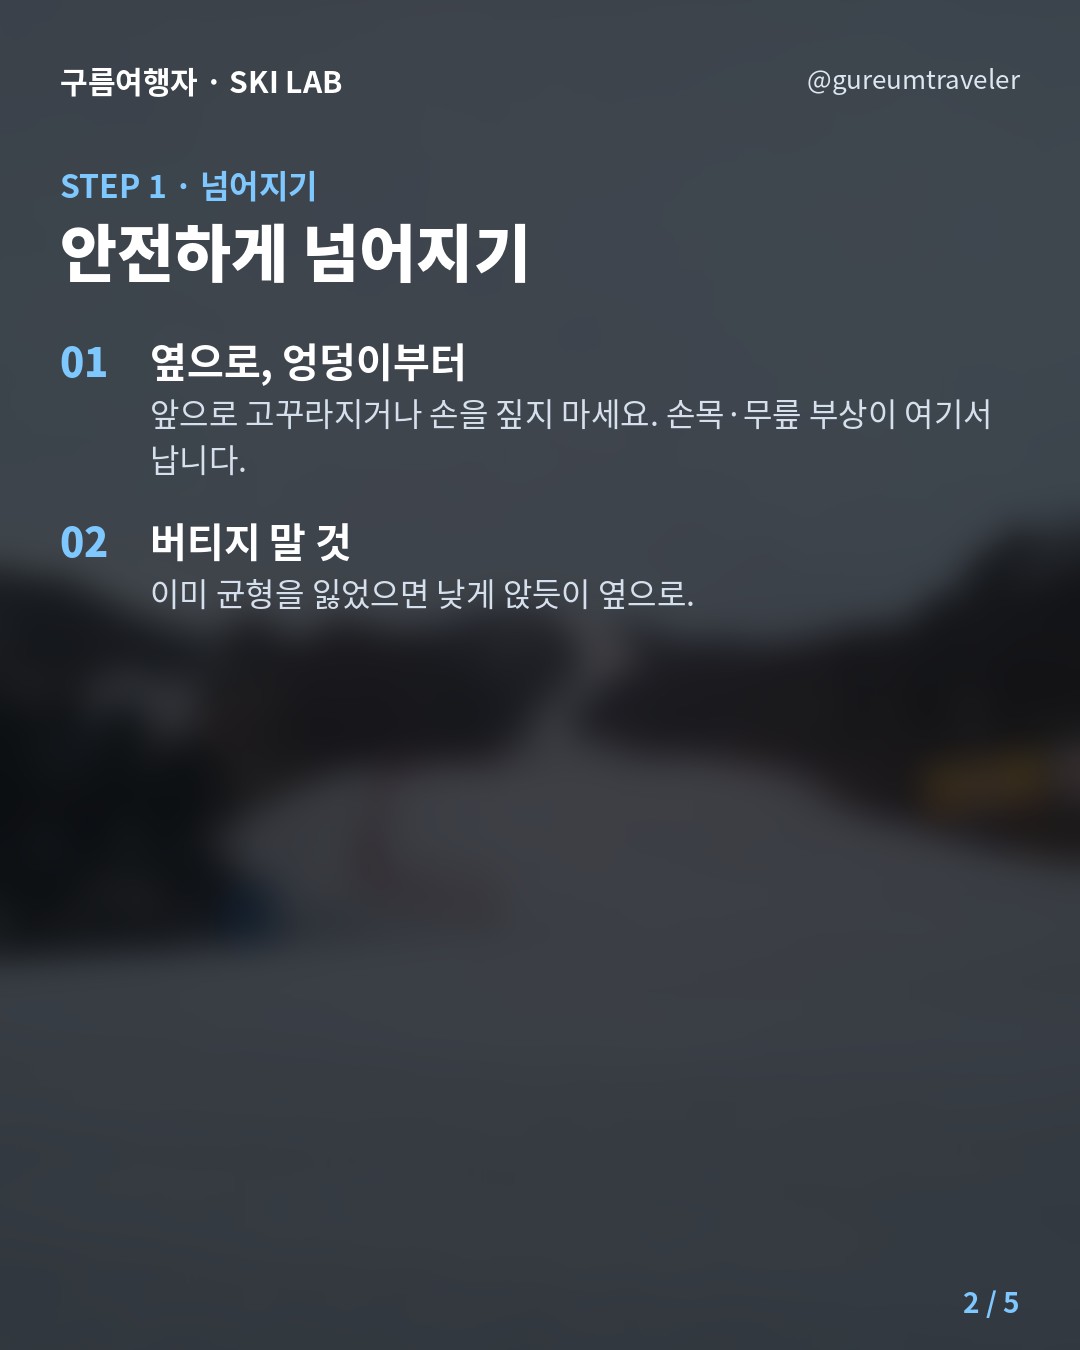 구름여행자 · SKI LAB
@gureumtraveler
STEP 1 · 넘어지기
안전하게 넘어지기
01 옆으로, 엉덩이부터
앞으로 고꾸라지거나 손을 짚지 마세요. 손목·무릎 부상이 여기서
납니다.
02 버티지 말 것
이미 균형을 잃었으면 낮게 앉듯이 옆으로.
2 / 5